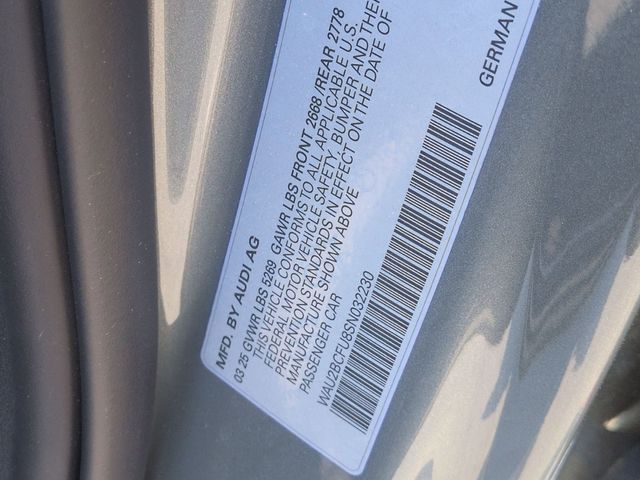 MFD. BY AUDI AG
03 25 GVWR LBS 5269 GAWR LBS FRONT 2668 /REAR 2778
THIS VEHICLE CONFORMS TO ALL APPLICABLE U.S.
FEDERAL MOTOR VEHICLE SAFETY, BUMPER AND THEF
PREVENTION STANDARDS IN EFFECT ON THE DATE OF
MANUFACTURE SHOWN ABOVE
PASSENGER CAR
WAU2BCFU8SN032230
GERMAN